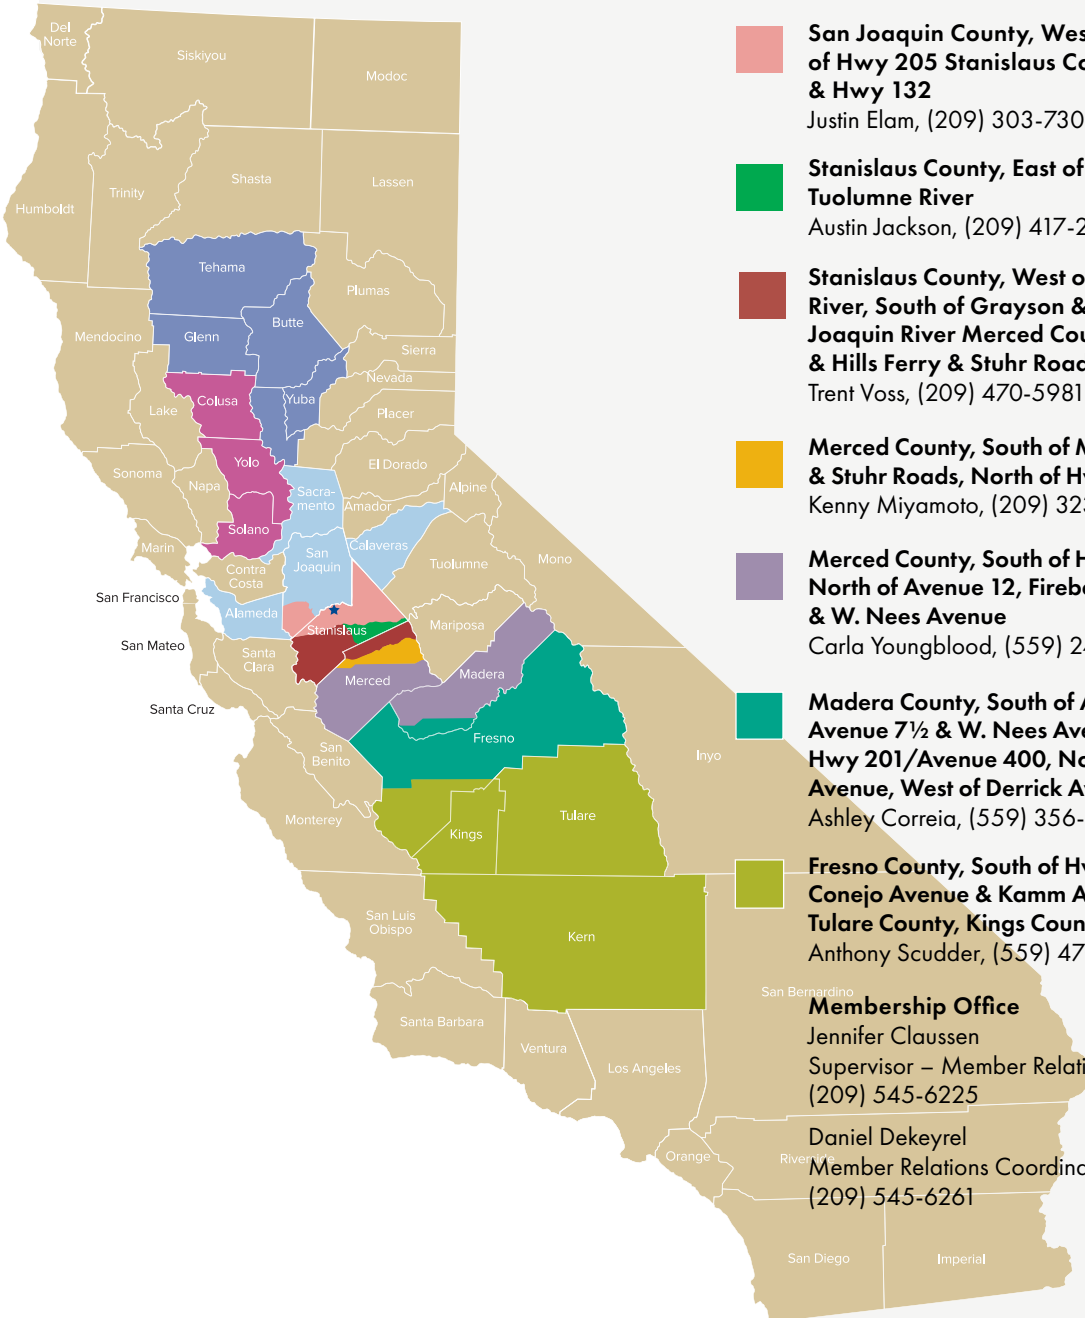 Del
Norte
Siskiyou
Modoc
Humboldt
Trinity
Shasta
Lassen
Tehama
Plumas
Mendocino
Glenn
Butte
Sierra
Nevada
Lake
Colusa
Yuba
Placer
Sonoma
Napa
Yolo
El Dorado
Sacra-
mento
Amador
Alpine
Marin
Solano
Contra
Costa
San
Joaquin
Calaveras
Tuolumne
Mono
San Francisco
Alameda
Stanislaus
Mariposa
San Mateo
Santa
Clara
Merced
Madera
Santa Cruz
San
Benito
Fresno
Inyo
Monterey
Kings
Tulare
San Luis
Obispo
Kern
San Bernardino
Santa Barbara
Ventura
Los Angeles
Orange
Riverside
San Diego
Imperial
San Joaquin County, Wes
of Hwy 205 Stanislaus Co
& Hwy 132
Justin Elam, (209) 303-730
Stanislaus County, East of
Tuolumne River
Austin Jackson, (209) 417-2
Stanislaus County, West o
River, South of Grayson &
Joaquin River Merced Cou
& Hills Ferry & Stuhr Road
Trent Voss, (209) 470-5981
Merced County, South of M
& Stuhr Roads, North of Hw
Kenny Miyamoto, (209) 323
Merced County, South of H
North of Avenue 12, Fireba
& W. Nees Avenue
Carla Youngblood, (559) 24
Madera County, South of A
Avenue 7½ & W. Nees Ave
Hwy 201/Avenue 400, No
Avenue, West of Derrick Av
Ashley Correia, (559) 356-
Fresno County, South of Hw
Conejo Avenue & Kamm A
Tulare County, Kings Coun
Anthony Scudder, (559) 47
Membership Office
Jennifer Claussen
Supervisor – Member Relati
(209) 545-6225
Daniel Dekeyrel
Member Relations Coordina
(209) 545-6261